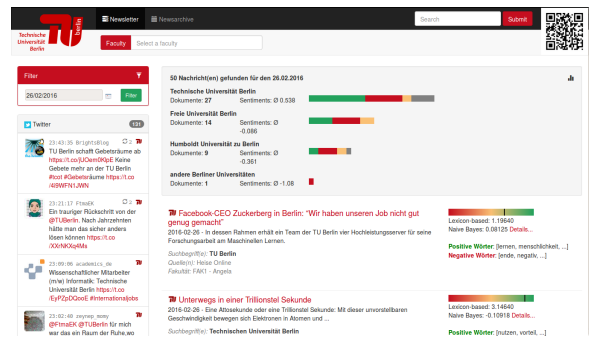 Technische
Universität
Berlin
berlin
Newsletter
Newsarchive
Search
Submit
Faculty
Select a faculty
Filter
26/02/2016
Filter
Twitter
131
23:43:35 BrightsBlog 2
TU Berlin schafft Gebetsräume ab
https://t.co/jUOem0KlpE Keine
Gebete mehr an der TU Berlin
#tcot #Gebetsräume https://t.co
/4I9WFN1JWN
23:21:17 FtmaEK 2
Ein trauriger Rückschritt von der
@TUBerlin. Nach Jahrzehnten
hätte man das sicher anders
lösen können https://t.co
/XXrNKXq4Ms
23:09:06 academics_de
Wissenschaftlicher Mitarbeiter
(m/w) Informatik: Technische
Universität Berlin https://t.co
/EyPZpDQooE #Internationaljobs
23:02:48
@FtmaEK @TUBerlin für mich
war das ein Raum der Ruhe,wo
50 Nachricht(en) gefunden für den 26.02.2016
Technische Universität Berlin
Dokumente: 27 Sentiments: Ø 0.538
Freie Universität Berlin
Dokumente: 14 Sentiments: Ø
-0.086
Humboldt Universität zu Berlin
Dokumente: 9 Sentiments: Ø
-0.361
andere Berliner Universitäten
Dokumente: 1 Sentiments: Ø -1.08
Facebook-CEO Zuckerberg in Berlin: "Wir haben unseren Job nicht gut
genug gemacht"
2016-02-26 - In dessen Rahmen erhält ein Team der TU Berlin vier Hochleistungsserver für seine
Forschungsarbeit am Maschinellen Lernen.
Suchbegriff(e): TU Berlin
Quelle(n): Heise Online
Fakultät: FAK1 - Angela
Lexicon-based: 1.19640
Naive Bayes: 0.08125 Details...
Positive Wörter: [lernen, menschlichkeit, ...]
Negative Wörter: [ende, negativ, ...]
Unterwegs in einer Trillionstel Sekunde
2016-02-26 - Eine Attosekunde oder eine Trillionstel Sekunde: Mit dieser unvorstellbaren
Geschwindigkeit bewegen sich Elektronen in Atomen und ...
Suchbegriff(e): Technischen Universität Berlin
Lexicon-based: 3.14640
Naive Bayes: -0.10918 Details...
Positive Wörter: [nutzen, vorteil, ...]